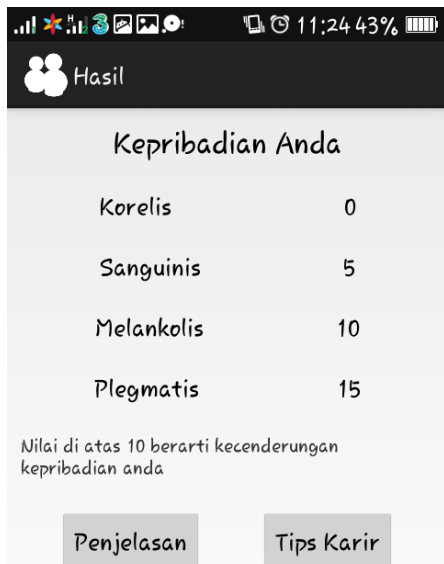 11:24 43%
Hasil
Kepribadian Anda
Korelis 0
Sanguinis 5
Melankolis 10
Plegmatis 15
Nilai di atas 10 berarti kecenderungan
kepribadian anda
Penjelasan Tips Karir